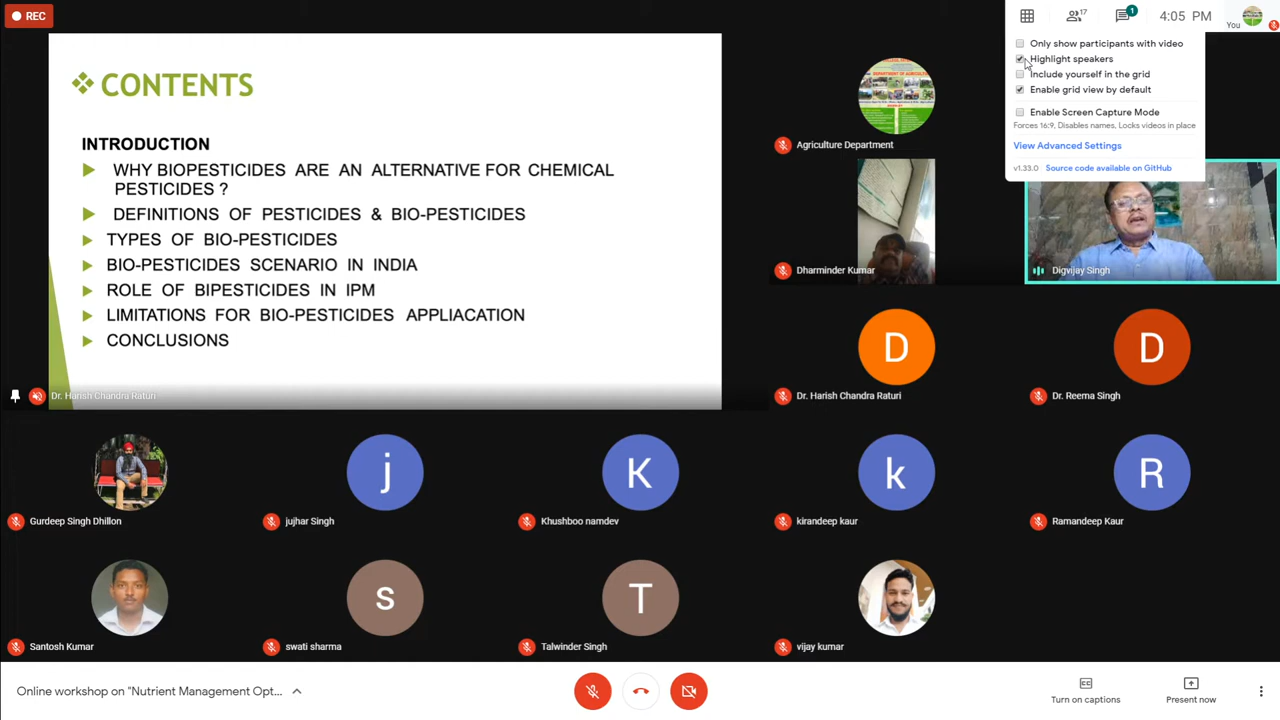 REC
17
1
4:05 PM
You
Only show participants with video
Highlight speakers
Include yourself in the grid
Enable grid view by default
Enable Screen Capture Mode
Forces 16:9, Disables names, Locks videos in place
View Advanced Settings
v1.33.0 Source code available on GitHub
❖ CONTENTS
INTRODUCTION
WHY BIOPESTICIDES ARE AN ALTERNATIVE FOR CHEMICAL
PESTICIDES ?
DEFINITIONS OF PESTICIDES & BIO-PESTICIDES
TYPES OF BIO-PESTICIDES
BIO-PESTICIDES SCENARIO IN INDIA
ROLE OF BIPESTICIDES IN IPM
LIMITATIONS FOR BIO-PESTICIDES APPLIACATION
CONCLUSIONS
Dr. Harish Chandra Raturi
DEPARTMENT OF AGRICUL
Agriculture Department
Dharminder Kumar
Digvijay Singh
D
Dr. Harish Chandra Raturi
D
Dr. Reema Singh
Gurdeep Singh Dhillon
j
jujhar Singh
K
Khushboo namdev
k
kirandeep kaur
R
Ramandeep Kaur
Santosh Kumar
s
swati sharma
T
Talwinder Singh
vijay kumar
Online workshop on "Nutrient Management Opt...
Turn on captions
Present now